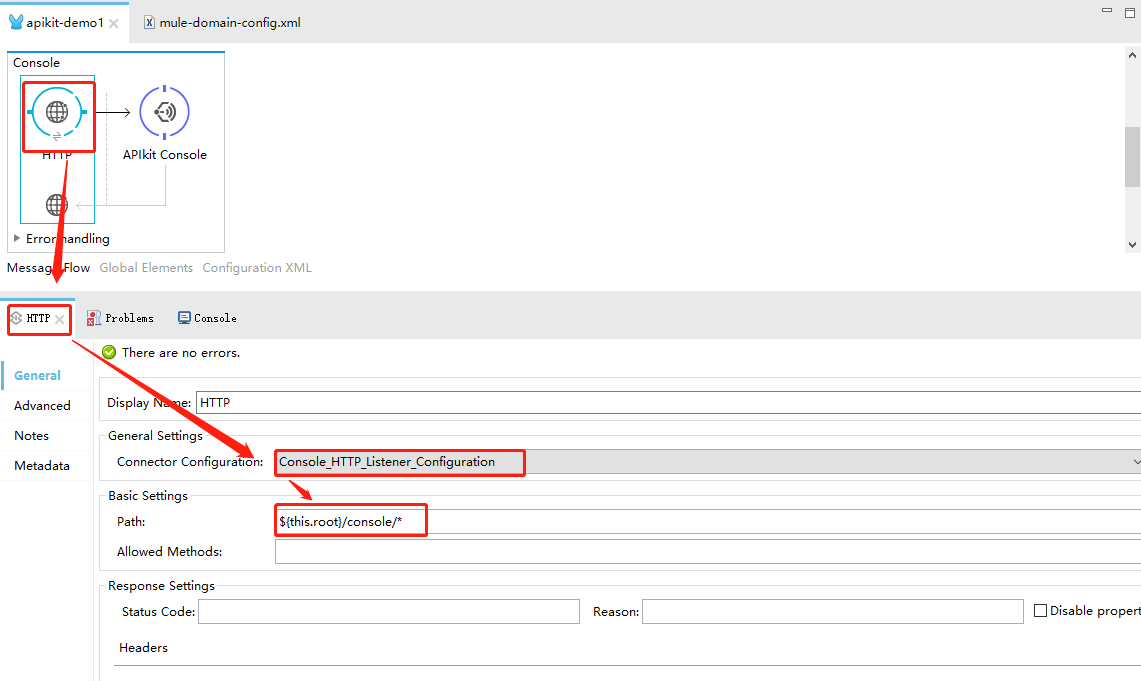 apikit-demo1 mule-domain-config.xml
Console
HTTP APIkit Console
Error handling
Message Flow Global Elements Configuration XML
HTTP Problems Console
There are no errors.
General
Advanced
Notes
Metadata
Display Name: HTTP
General Settings
Connector Configuration: Console_HTTP_Listener_Configuration
Basic Settings
Path: ${this.root}/console/*
Allowed Methods:
Response Settings
Status Code: Reason: Disable propert
Headers